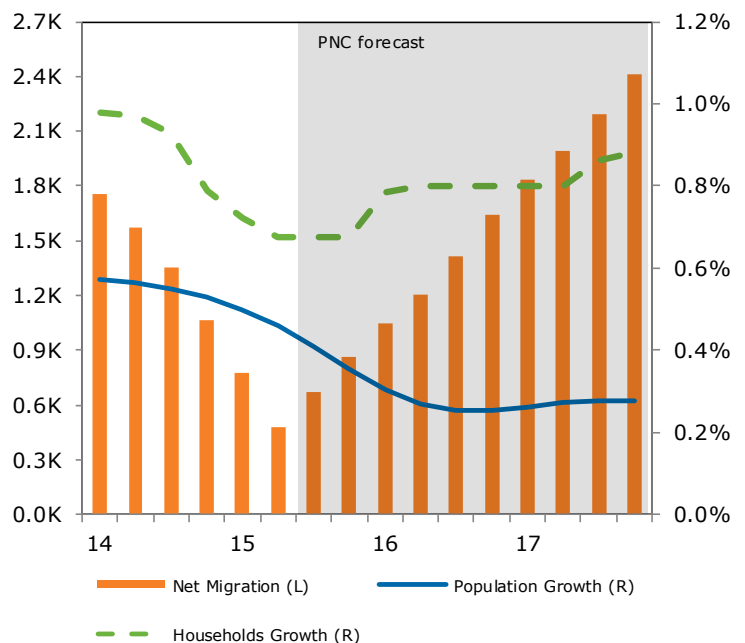 2.7K
2.4K
2.1K
1.8K
1.5K
1.2K
0.9K
0.6K
0.3K
0.0K
PNC forecast
1.2%
1.0%
0.8%
0.6%
0.4%
0.2%
0.0%
14 15 16 17
Net Migration (L) Population Growth (R)
Households Growth (R)